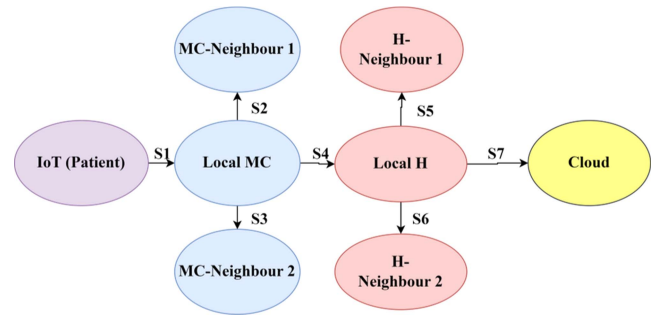 MC-Neighbour 1
H-
Neighbour 1
S2
S5
IoT (Patient)
S1
Local MC
S4
Local H
S7
Cloud
S3
S6
MC-Neighbour 2
H-
Neighbour 2